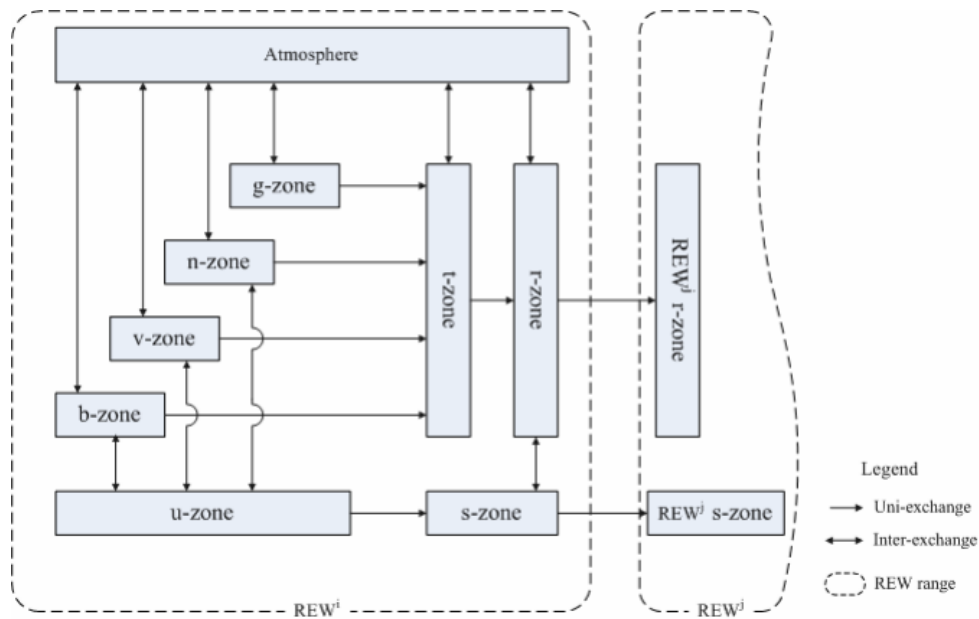 Atmosphere
g-zone
n-zone
v-zone
b-zone
t-zone
r-zone
REWʲ r-zone
u-zone
s-zone
REWʲ s-zone
Legend
Uni-exchange
Inter-exchange
REW range
REWⁱ
REWʲ